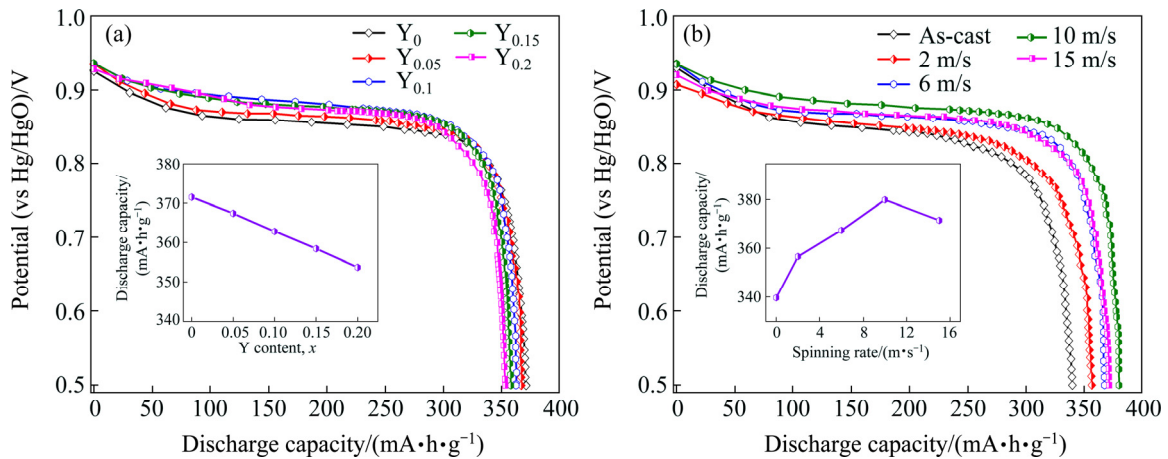 (a)
Y0
Y0.05
Y0.1
Y0.15
Y0.2
1.0
0.9
0.8
0.7
0.6
0.5
Potential (vs Hg/HgO)/V
0 50 100 150 200 250 300 350 400
Discharge capacity/(mA•h•g−1)
380
370
360
350
340
Discharge capacity/
(mA•h•g−1)
0 0.05 0.10 0.15 0.20
Y content, x
(b)
As-cast
2 m/s
6 m/s
10 m/s
15 m/s
1.0
0.9
0.8
0.7
0.6
0.5
Potential (vs Hg/HgO)/V
0 50 100 150 200 250 300 350 400
Discharge capacity/(mA•h•g−1)
380
360
340
Discharge capacity/
(mA•h•g−1)
0 4 8 12 16
Spinning rate/(m•s−1)